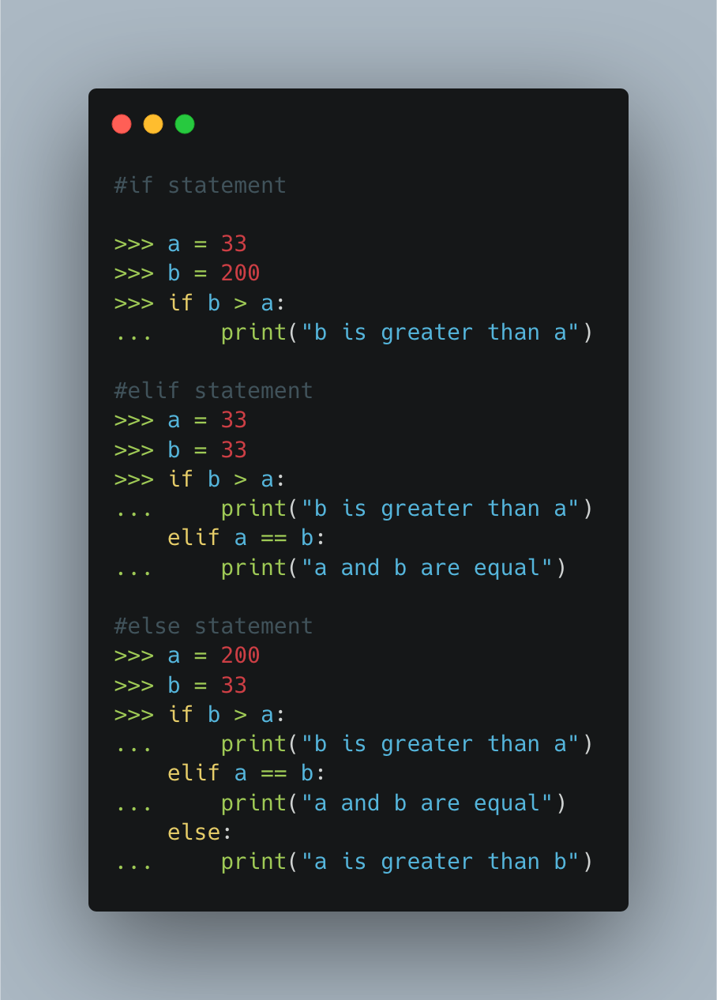 #if statement

>>> a = 33
>>> b = 200
>>> if b > a:
...     print("b is greater than a")

#elif statement
>>> a = 33
>>> b = 33
>>> if b > a:
...     print("b is greater than a")
    elif a == b:
...     print("a and b are equal")

#else statement
>>> a = 200
>>> b = 33
>>> if b > a:
...     print("b is greater than a")
    elif a == b:
...     print("a and b are equal")
    else:
...     print("a is greater than b")